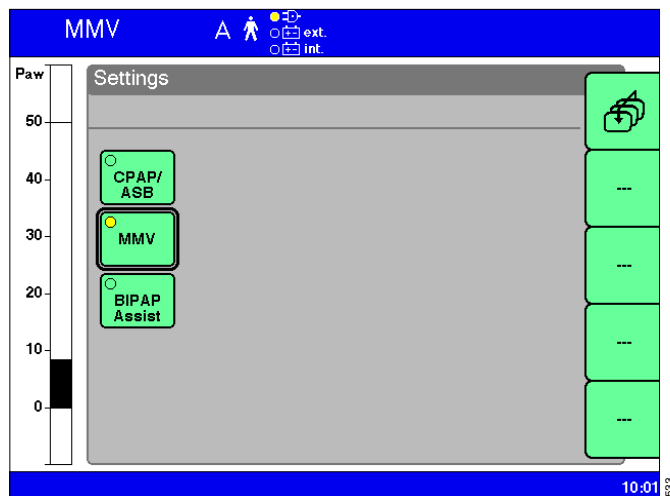 MMV
A
ext.
int.
Paw
Settings
50
40
30
20
10
0
CPAP/
ASB
MMV
BIPAP
Assist
---
---
---
---
10:01